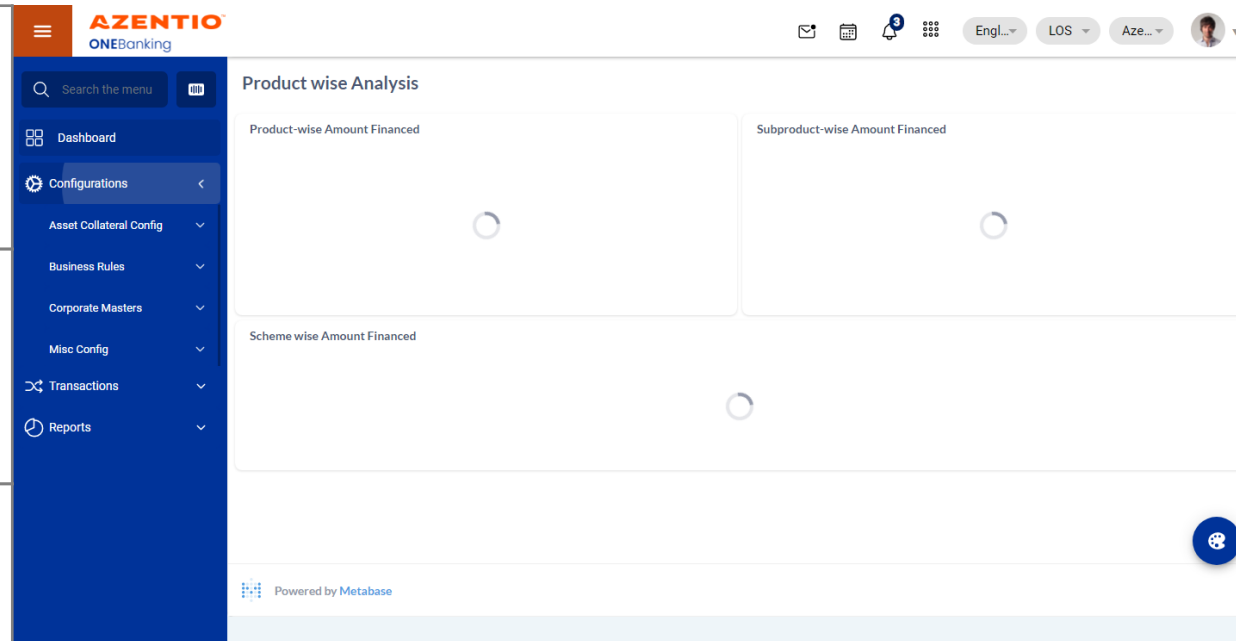 AZENTIO
ONEBanking
3
Engl...
LOS
Aze...
Search the menu
Dashboard
Configurations
Asset Collateral Config
Business Rules
Corporate Masters
Misc Config
Transactions
Reports
Product wise Analysis
Product-wise Amount Financed
Subproduct-wise Amount Financed
Scheme wise Amount Financed
Powered by Metabase